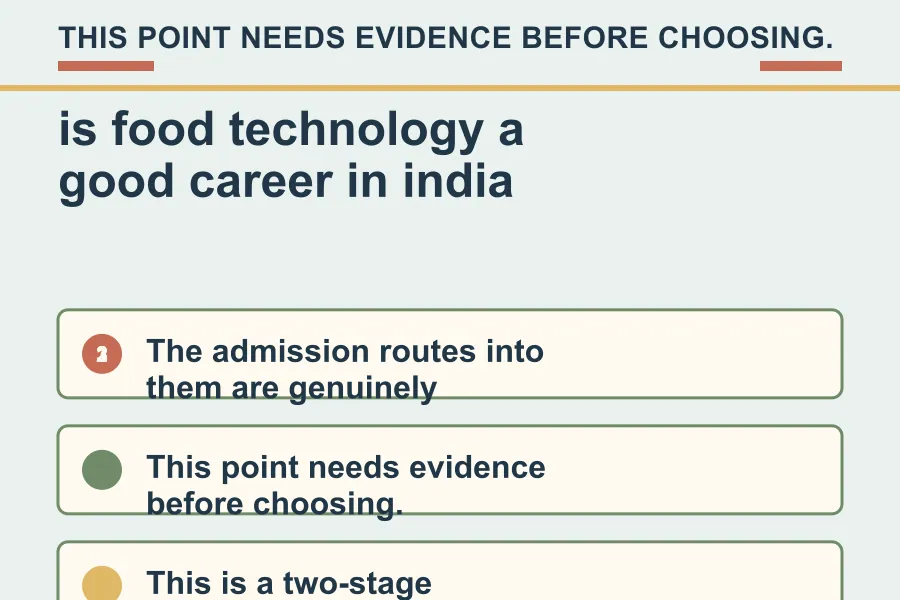 THIS POINT NEEDS EVIDENCE BEFORE CHOOSING.
is food technology a
good career in india
The admission routes into
them are genuinely
This point needs evidence
before choosing.
This is a two-stage